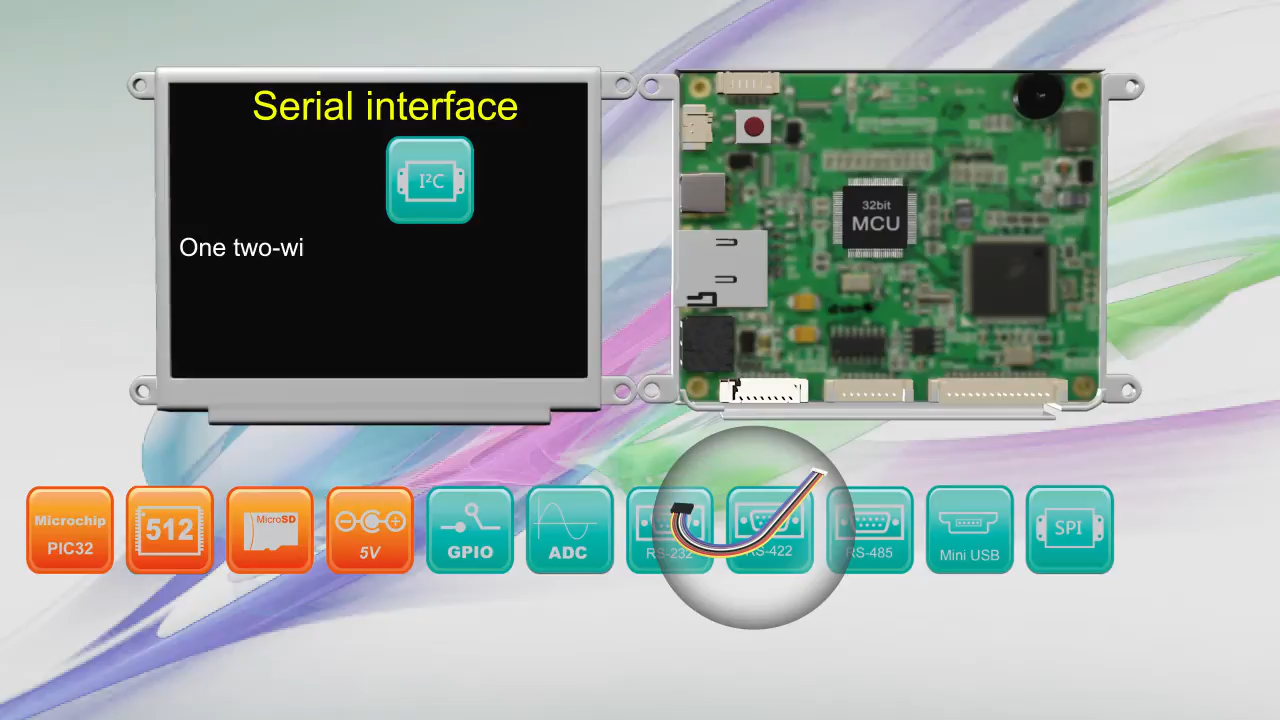 Serial interface
I²C
One two-wi
32bit
MCU
Microchip
PIC32
512
MicroSD
5V
GPIO
ADC
RS-232
RS-422
RS-485
Mini USB
SPI